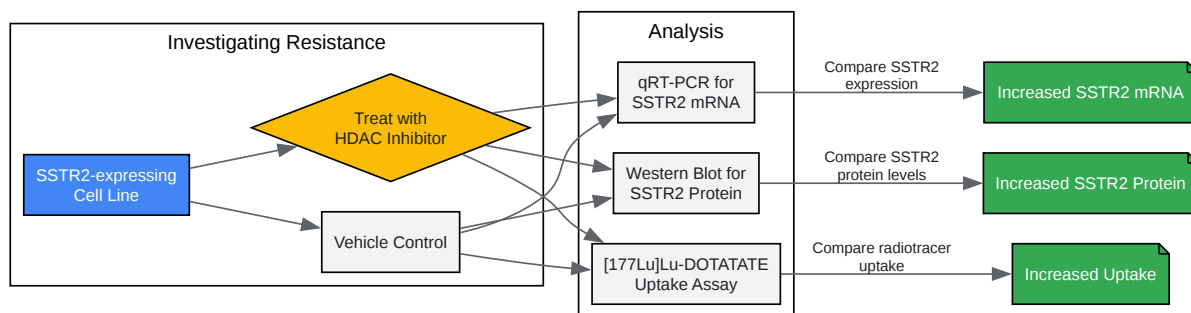 Investigating Resistance
Analysis
SSTR2-expressing
Cell Line
Treat with
HDAC Inhibitor
Vehicle Control
qRT-PCR for
SSTR2 mRNA
Western Blot for
SSTR2 Protein
[177Lu]Lu-DOTATATE
Uptake Assay
Compare SSTR2
expression
Compare SSTR2
protein levels
Compare radiotracer
uptake
Increased SSTR2 mRNA
Increased SSTR2 Protein
Increased Uptake